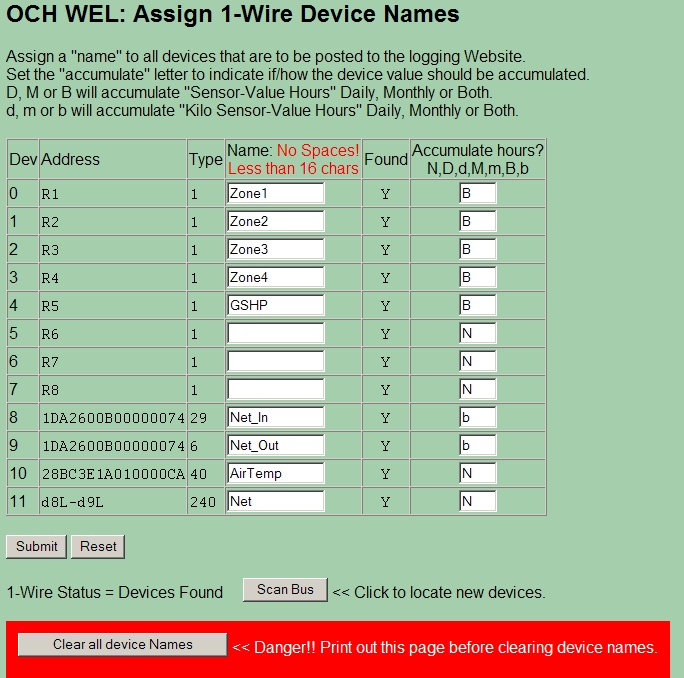 OCH WEL: Assign 1-Wire Device Names
Assign a "name" to all devices that are to be posted to the logging Website.
Set the "accumulate" letter to indicate if/how the device value should be accumulated.
D, M or B will accumulate "Sensor-Value Hours" Daily, Monthly or Both.
d, m or b will accumulate "Kilo Sensor-Value Hours" Daily, Monthly or Both.
Dev Address Type Name: No Spaces! Less than 16 chars Found Accumulate hours? N,D,d,M,m,B,b
0 R1 1 Zone1 Y B
1 R2 1 Zone2 Y B
2 R3 1 Zone3 Y B
3 R4 1 Zone4 Y B
4 R5 1 GSHP Y B
5 R6 1 Y N
6 R7 1 Y N
7 R8 1 Y N
8 1DA2600B00000074 29 Net_In Y b
9 1DA2600B00000074 6 Net_Out Y b
10 28BC3E1A010000CA 40 AirTemp Y N
11 d8L-d9L 240 Net Y N
Submit Reset
1-Wire Status = Devices Found Scan Bus << Click to locate new devices.
Clear all device Names << Danger!! Print out this page before clearing device names.